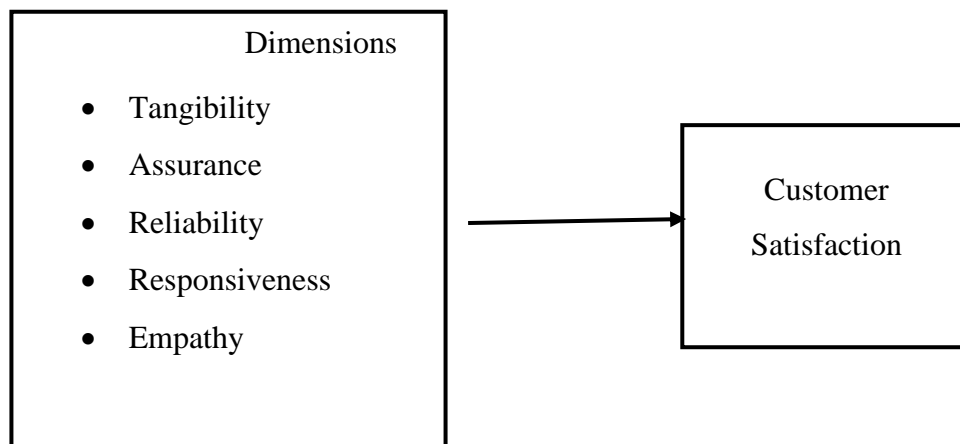 Dimensions
• Tangibility
• Assurance
• Reliability
• Responsiveness
• Empathy
Customer
Satisfaction